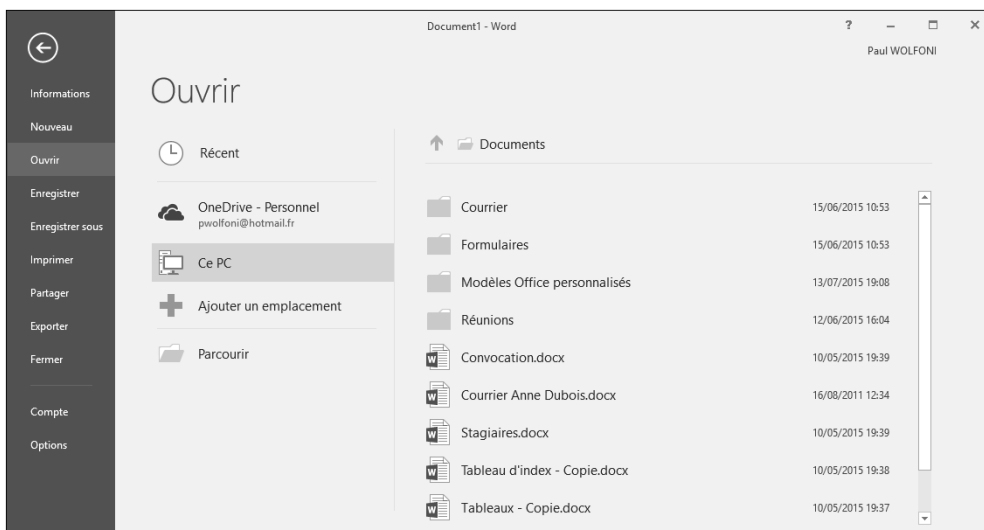 Document1 - Word
?
Paul WOLFONI
Informations
Nouveau
Ouvrir
Enregistrer
Enregistrer sous
Imprimer
Partager
Exporter
Fermer
Compte
Options
Ouvrir
Récent
OneDrive - Personnel
pwolfoni@hotmail.fr
Ce PC
Ajouter un emplacement
Parcourir
Documents
Courrier 15/06/2015 10:53
Formulaires 15/06/2015 10:53
Modèles Office personnalisés 13/07/2015 19:08
Réunions 12/06/2015 16:04
Convocation.docx 10/05/2015 19:39
Courrier Anne Dubois.docx 16/08/2011 12:34
Stagiaires.docx 10/05/2015 19:39
Tableau d'index - Copie.docx 10/05/2015 19:38
Tableaux - Copie.docx 10/05/2015 19:37